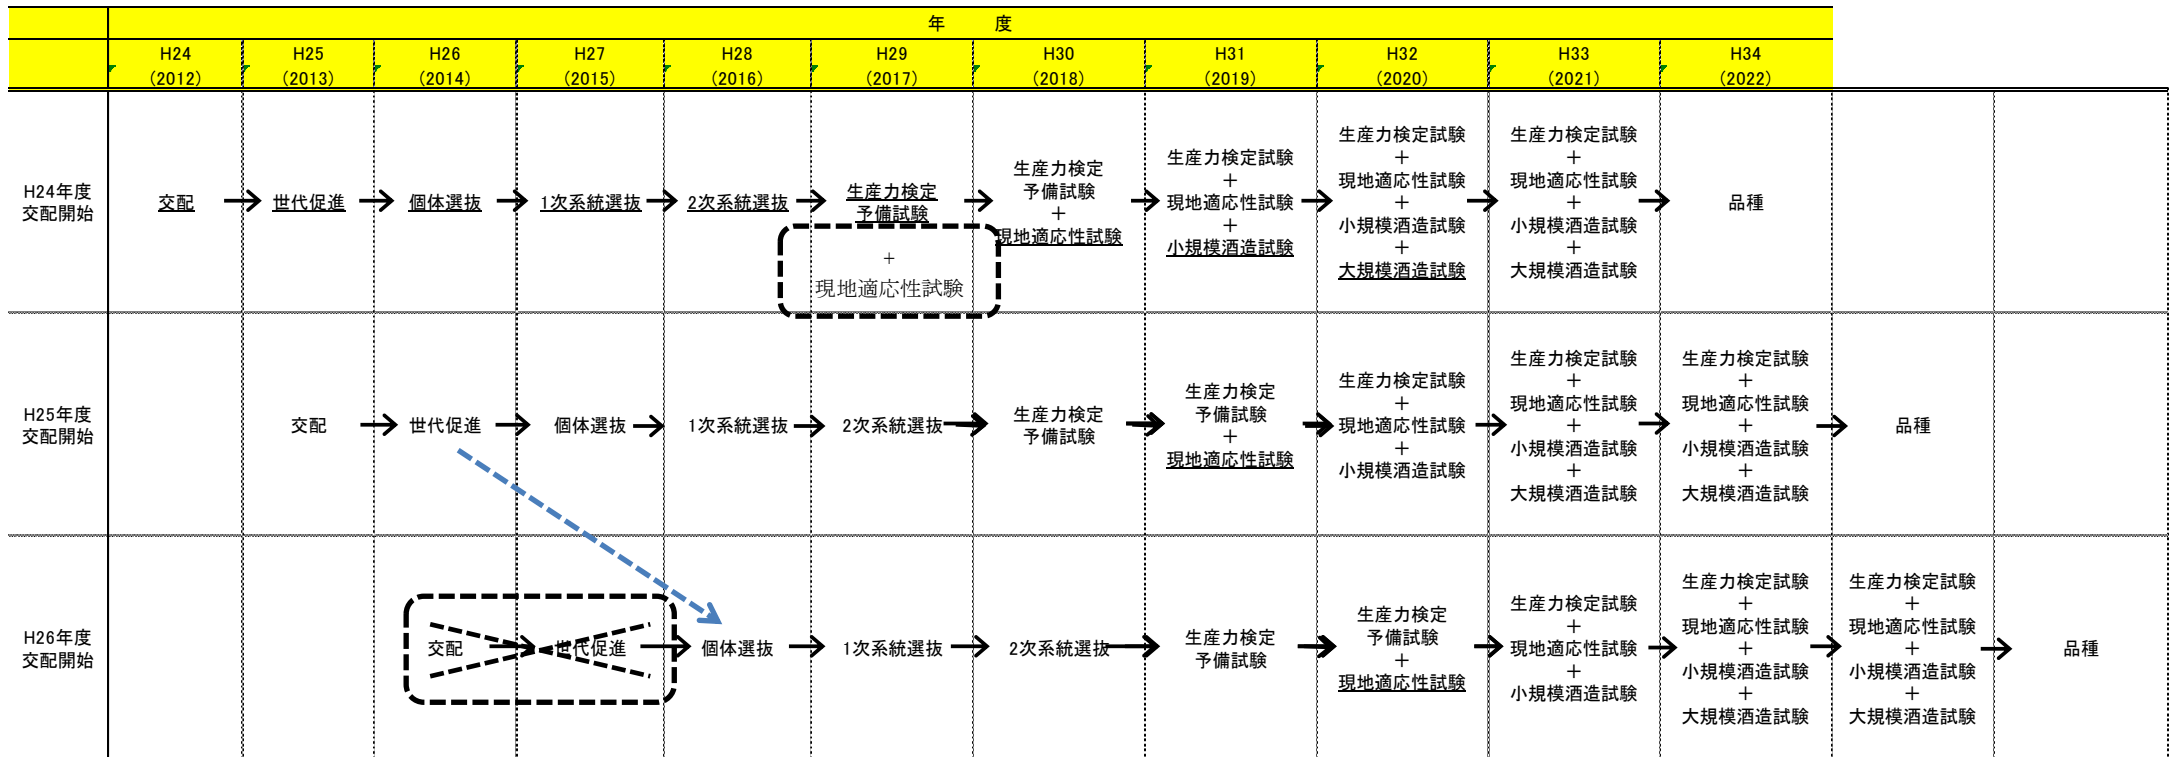 年 度
H24
(2012)
H25
(2013)
H26
(2014)
H27
(2015)
H28
(2016)
H29
(2017)
H30
(2018)
H31
(2019)
H32
(2020)
H33
(2021)
H34
(2022)
H24年度
交配開始
交配
世代促進
個体選抜
1次系統選抜
2次系統選抜
生産力検定
予備試験
+
現地適応性試験
生産力検定
予備試験
+
現地適応性試験
生産力検定試験
+
現地適応性試験
+
小規模酒造試験
生産力検定試験
+
現地適応性試験
+
小規模酒造試験
+
大規模酒造試験
生産力検定試験
+
現地適応性試験
+
小規模酒造試験
+
大規模酒造試験
品種
H25年度
交配開始
交配
世代促進
個体選抜
1次系統選抜
2次系統選抜
生産力検定
予備試験
生産力検定
予備試験
+
現地適応性試験
生産力検定試験
+
現地適応性試験
+
小規模酒造試験
生産力検定試験
+
現地適応性試験
+
小規模酒造試験
+
大規模酒造試験
生産力検定試験
+
現地適応性試験
+
小規模酒造試験
+
大規模酒造試験
品種
H26年度
交配開始
交配
世代促進
個体選抜
1次系統選抜
2次系統選抜
生産力検定
予備試験
生産力検定
予備試験
+
現地適応性試験
生産力検定試験
+
現地適応性試験
+
小規模酒造試験
生産力検定試験
+
現地適応性試験
+
小規模酒造試験
+
大規模酒造試験
生産力検定試験
+
現地適応性試験
+
小規模酒造試験
+
大規模酒造試験
品種